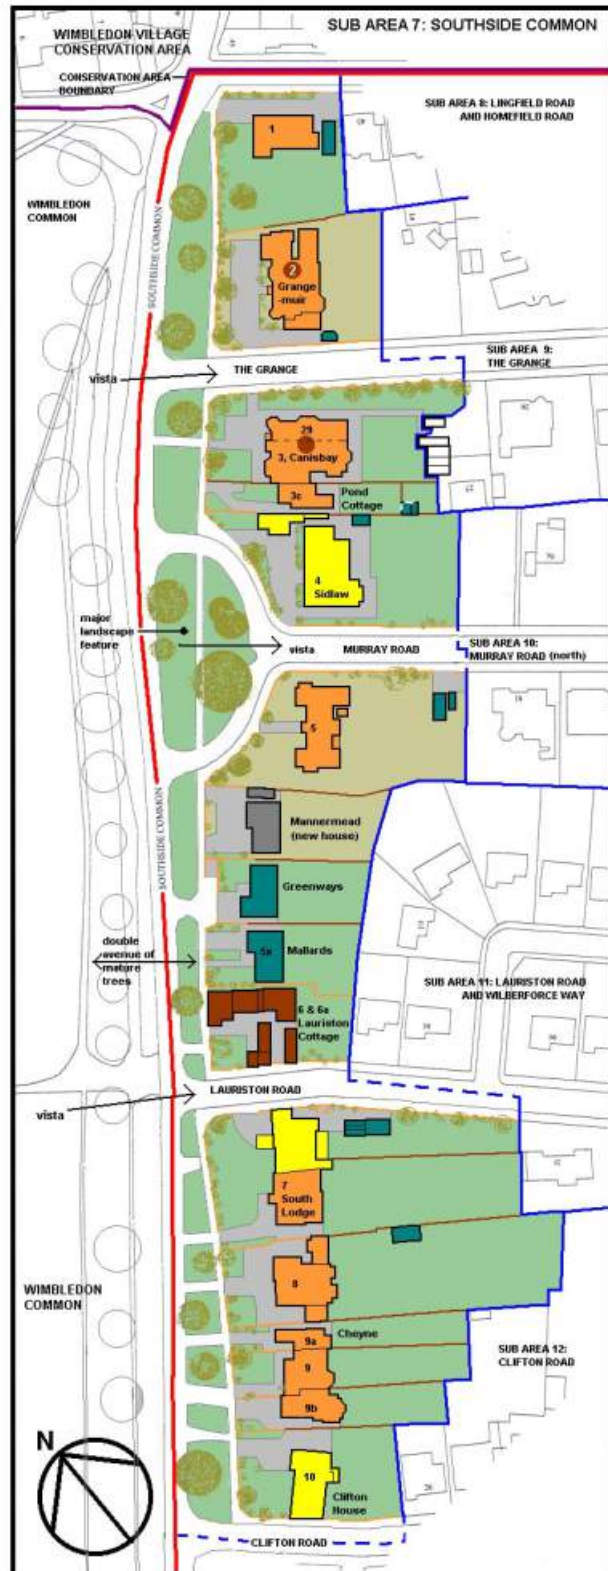 SUB AREA 7: SOUTHSIDE COMMON
WIMBLEDON VILLAGE
CONSERVATION AREA
CONSERVATION AREA
BOUNDARY
SUB AREA 8: LINGFIELD ROAD
AND HOMEFIELD ROAD
1
WIMBLEDON
COMMON
SOUTHSIDE COMMON
2
Grange
-muir
SUB AREA 9:
THE GRANGE
vista
THE GRANGE
29
3, Canisbay
3c
Pond
Cottage
4
Sidlaw
major
landscape
feature
vista
MURRAY ROAD
SUB AREA 10:
MURRAY ROAD (north)
5
SOUTHSIDE COMMON
Mannermead
(new house)
Greenways
double
avenue of
mature
trees
5a
Mallards
SUB AREA 11: LAURISTON ROAD
AND WILBERFORCE WAY
6 & 6a
Lauriston
Cottage
LAURISTON ROAD
vista
7
South
Lodge
8
WIMBLEDON
COMMON
Cheyne
9a
9
9b
SUB AREA 12:
CLIFTON ROAD
N
10
Clifton
House
CLIFTON ROAD